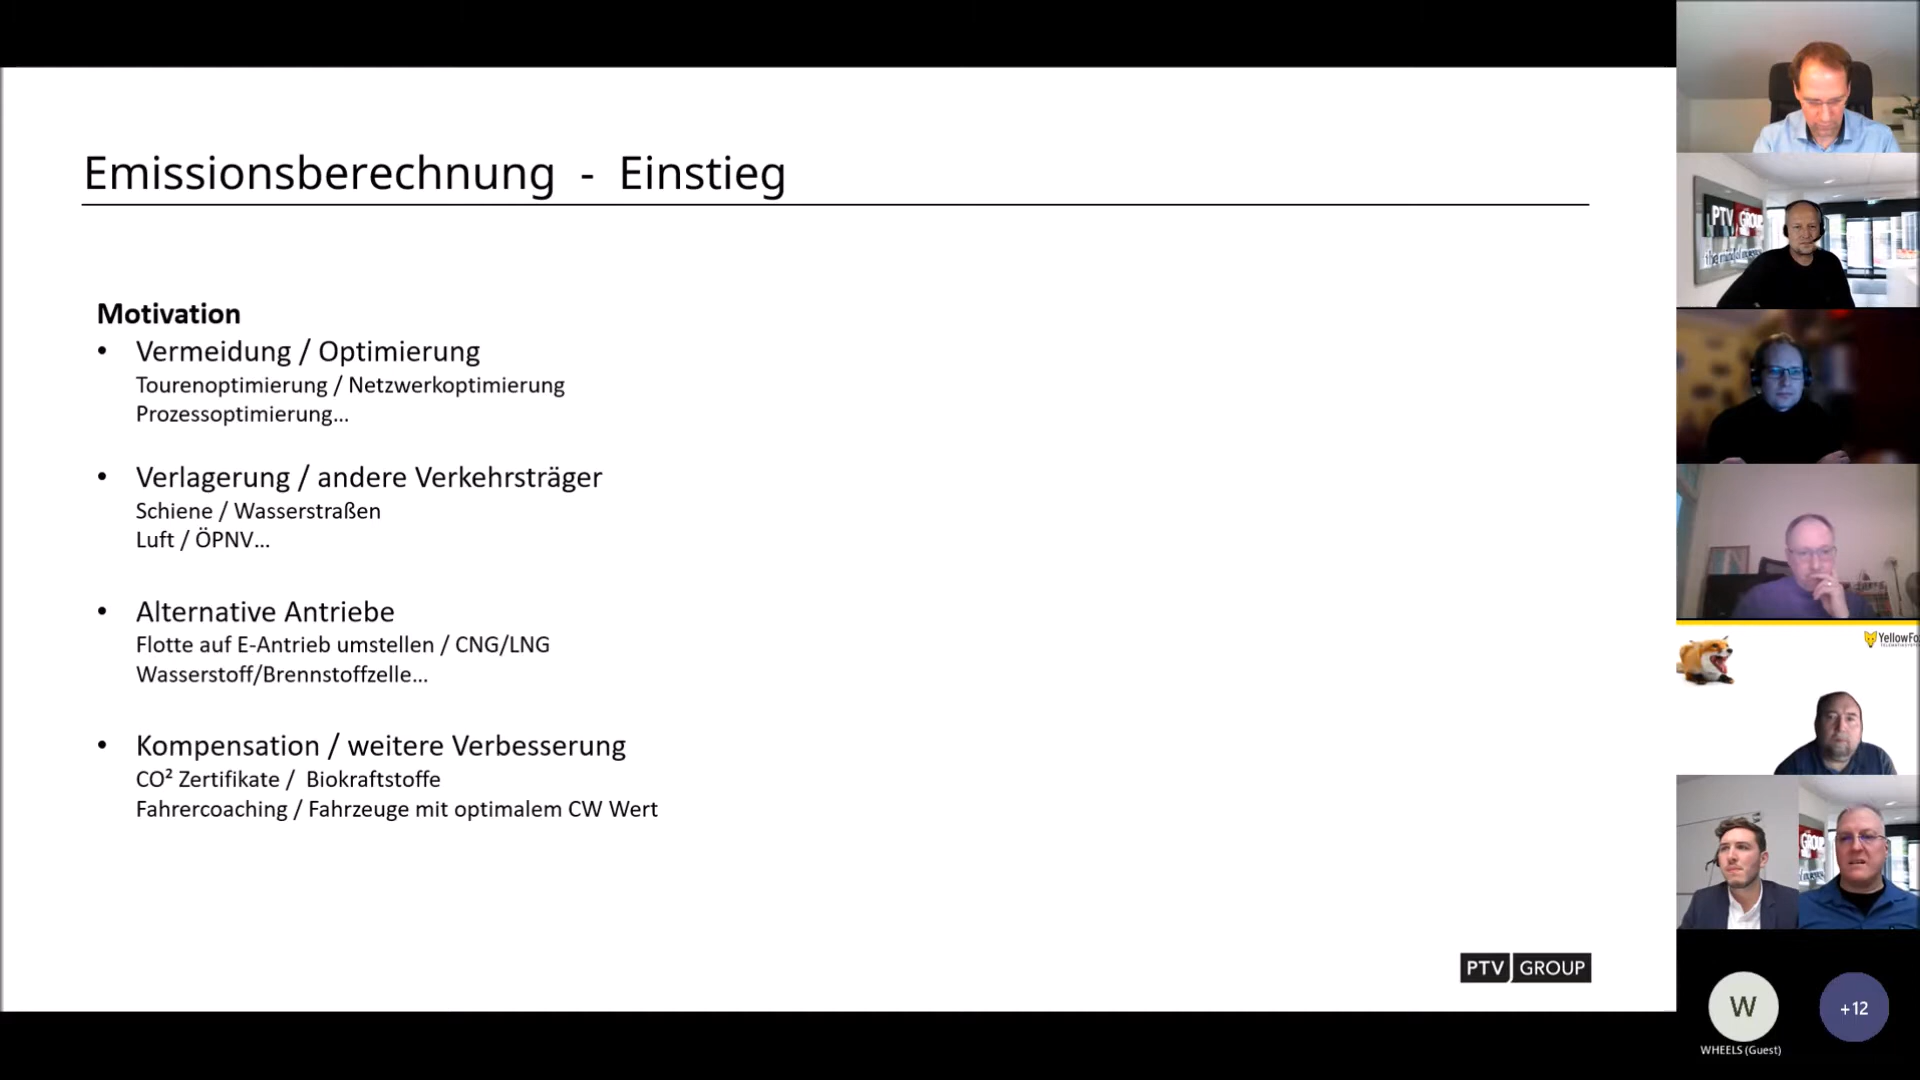 Emissionsberechnung - Einstieg
Motivation
• Vermeidung / Optimierung
Tourenoptimierung / Netzwerkoptimierung
Prozessoptimierung...
• Verlagerung / andere Verkehrsträger
Schiene / Wasserstraßen
Luft / ÖPNV...
• Alternative Antriebe
Flotte auf E-Antrieb umstellen / CNG/LNG
Wasserstoff/Brennstoffzelle...
• Kompensation / weitere Verbesserung
CO² Zertifikate / Biokraftstoffe
Fahrercoaching / Fahrzeuge mit optimalem CW Wert
PTV GROUP
PTV GROUP
YellowFo
GROUP
W
+12
WHEELS (Guest)